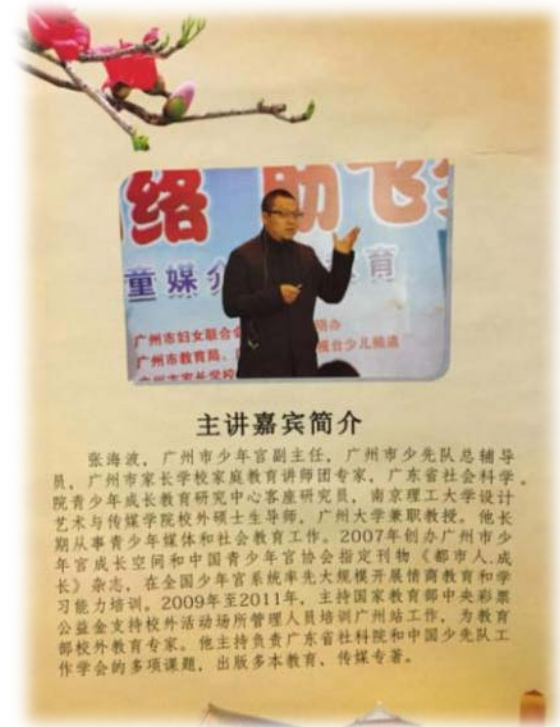 络 助飞
童媒 育
广州市妇女联合会 办
广州市教育局、 视台少儿频道
广州市家长学校
主讲嘉宾简介
张海波，广州市少年宫副主任，广州市少先队总辅导
员，广州市家长学校家庭教育讲师团专家，广东省社会科学
院青少年成长教育研究中心客座研究员，南京理工大学设计
艺术与传媒学院校外硕士生导师，广州大学兼职教授。他长
期从事青少年媒体和社会教育工作。2007年创办广州市少
年宫成长空间和中国青少年宫协会指定刊物《都市人.成
长》杂志，在全国少年宫系统率先大规模开展情商教育和学
习能力培训。2009年至2011年，主持国家教育部中央彩票
公益金支持校外活动场所管理人员培训广州站工作，为教育
部校外教育专家。他主持负责广东省社科院和中国少先队工
作学会的多项课题，出版多本教育、传媒专著。